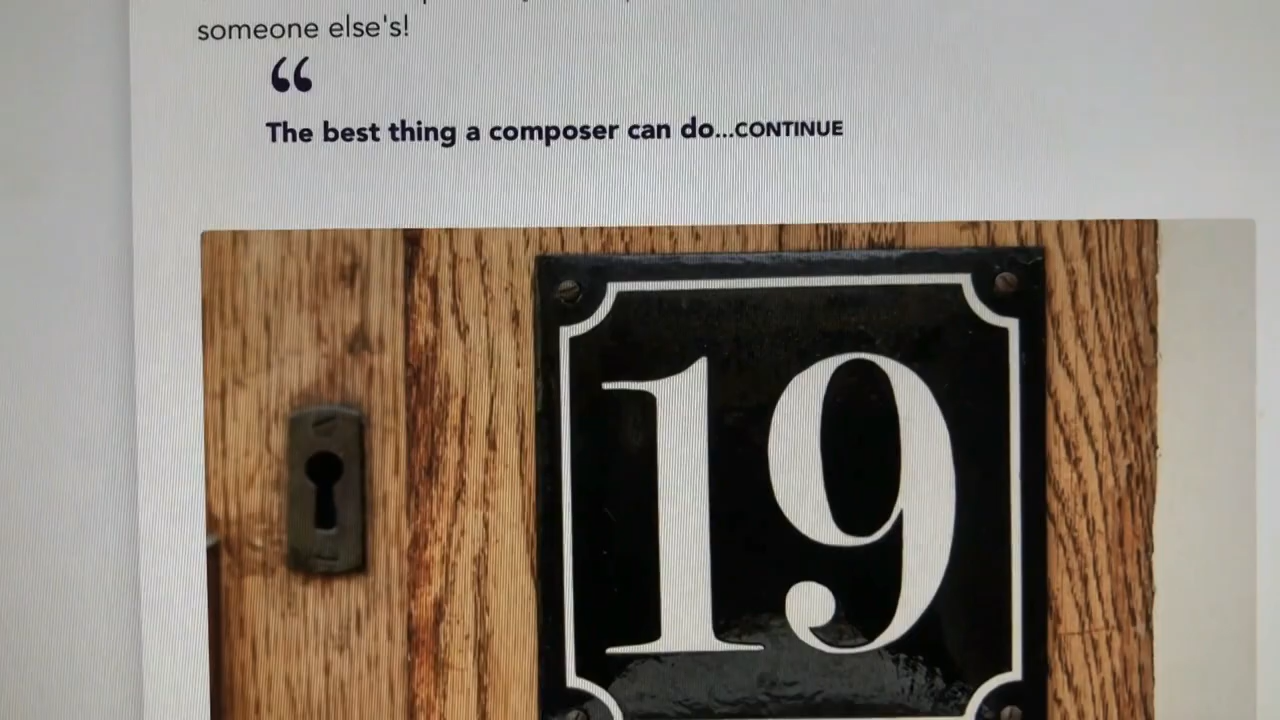 someone else's!
“
The best thing a composer can do...CONTINUE
19